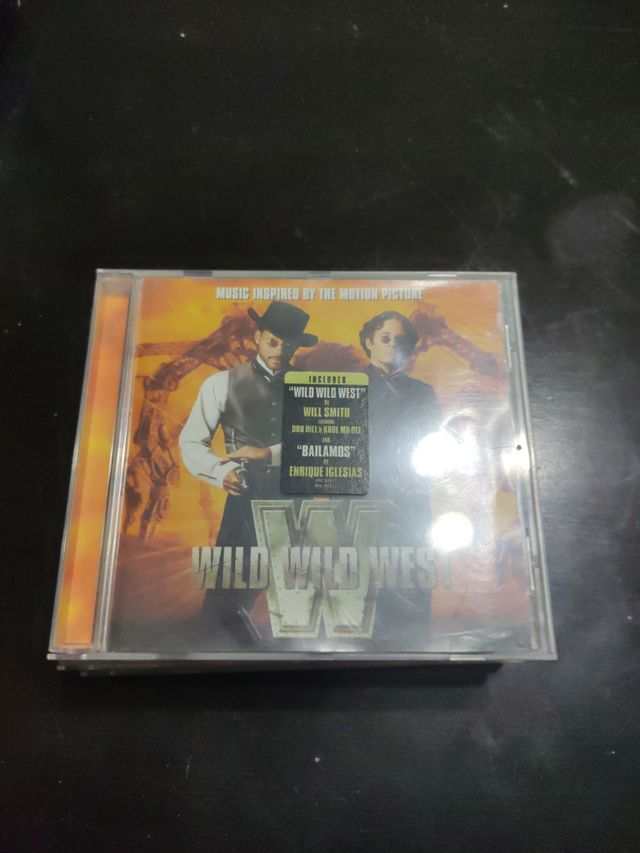 MUSIC INSPIRED BY THE MOTION PICTURE
INCLUDES
"WILD WILD WEST"
BY
WILL SMITH
FEATURING
DRU HILL & KOOL MO DEE
AND
"BAILAMOS"
BY
ENRIQUE IGLESIAS
W
WILD WILD WEST